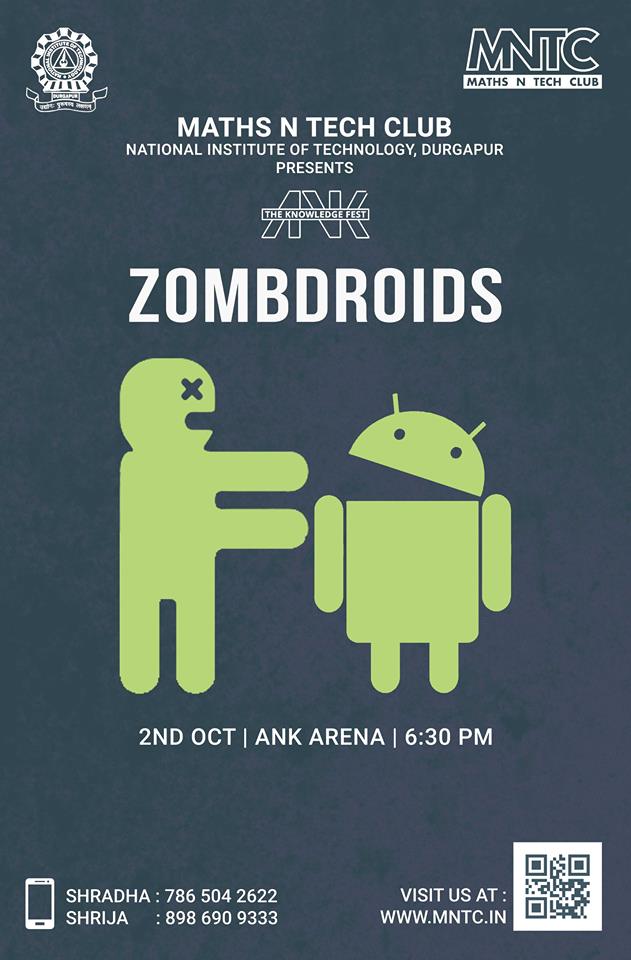 MNTC
MATHS N TECH CLUB
DURGAPUR
MATHS N TECH CLUB
NATIONAL INSTITUTE OF TECHNOLOGY, DURGAPUR
PRESENTS
ANK
THE KNOWLEDGE FEST
ZOMBDROIDS
2ND OCT | ANK ARENA | 6:30 PM
SHRADHA : 786 504 2622
SHRIJA : 898 690 9333
VISIT US AT :
WWW.MNTC.IN